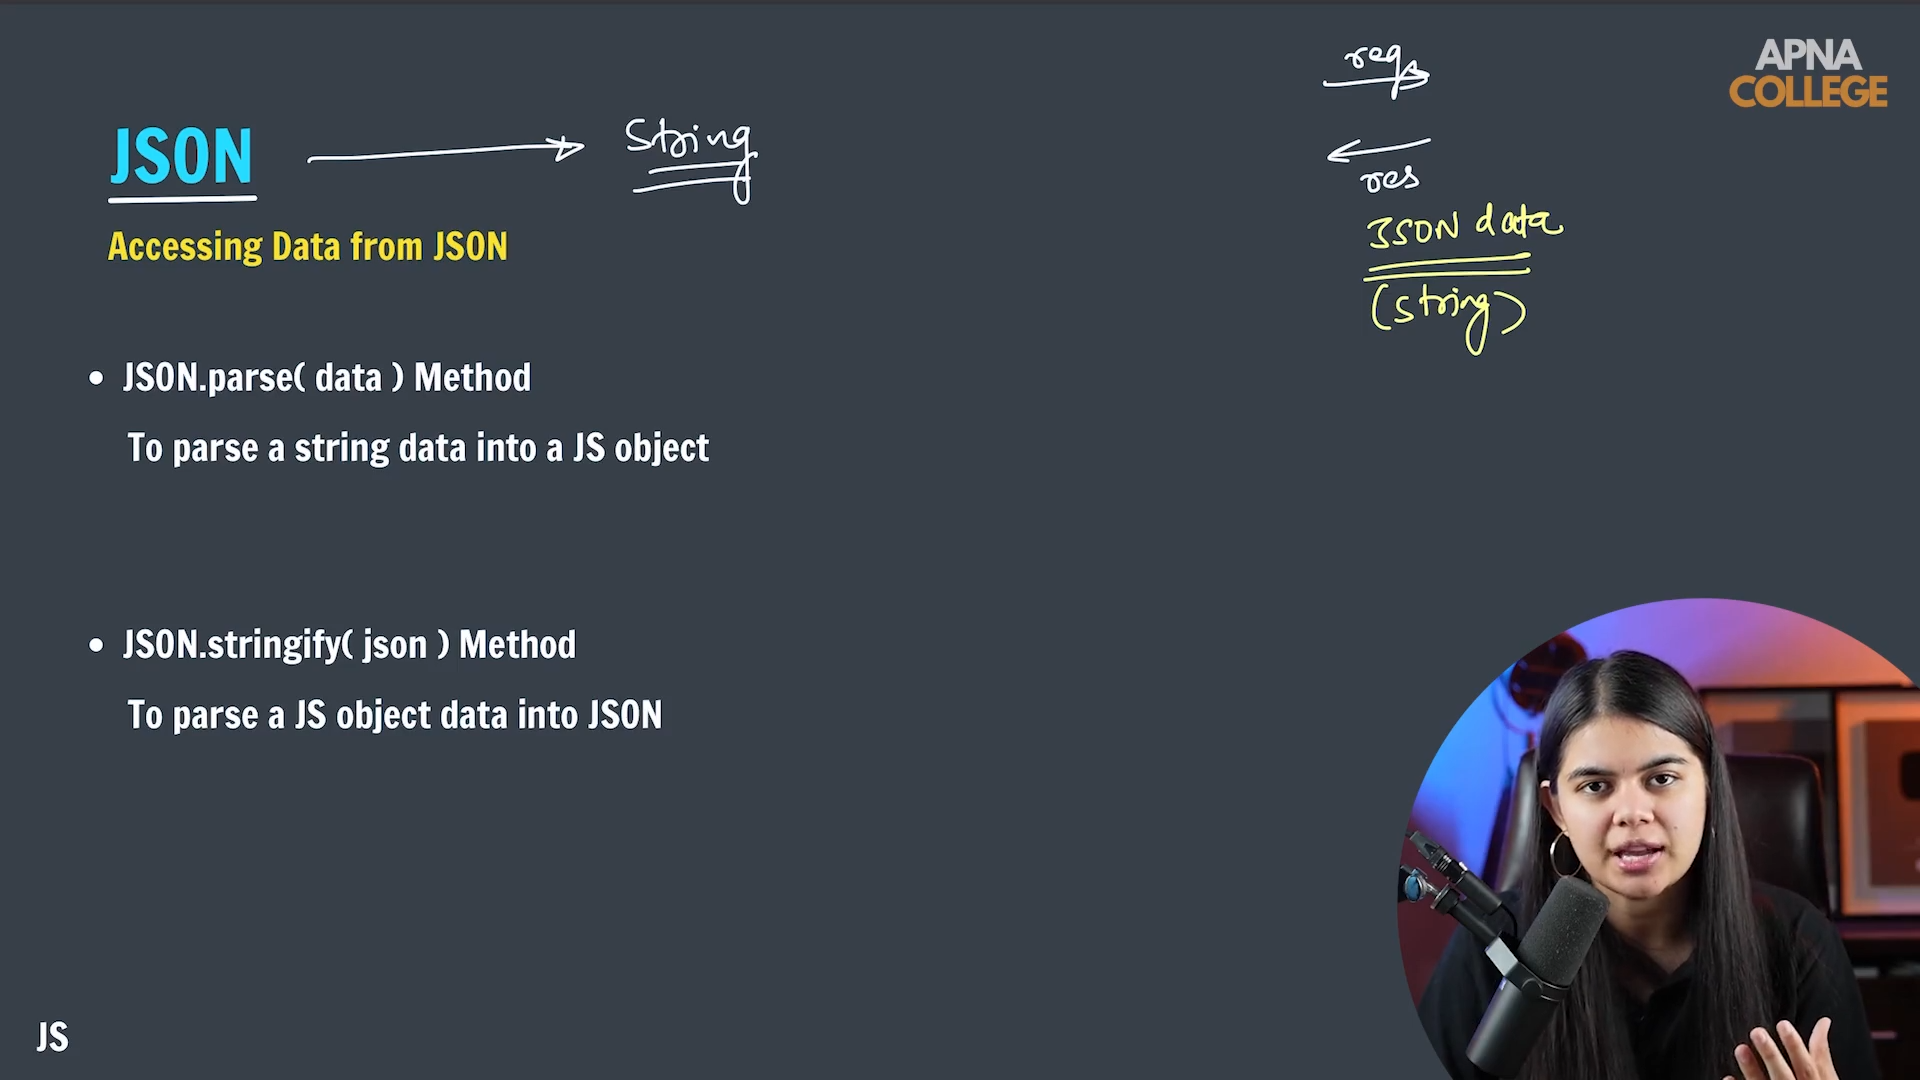 req
APNA
COLLEGE
JSON
String
res
JSON data
(string)
Accessing Data from JSON
• JSON.parse( data ) Method
To parse a string data into a JS object
• JSON.stringify( json ) Method
To parse a JS object data into JSON
JS